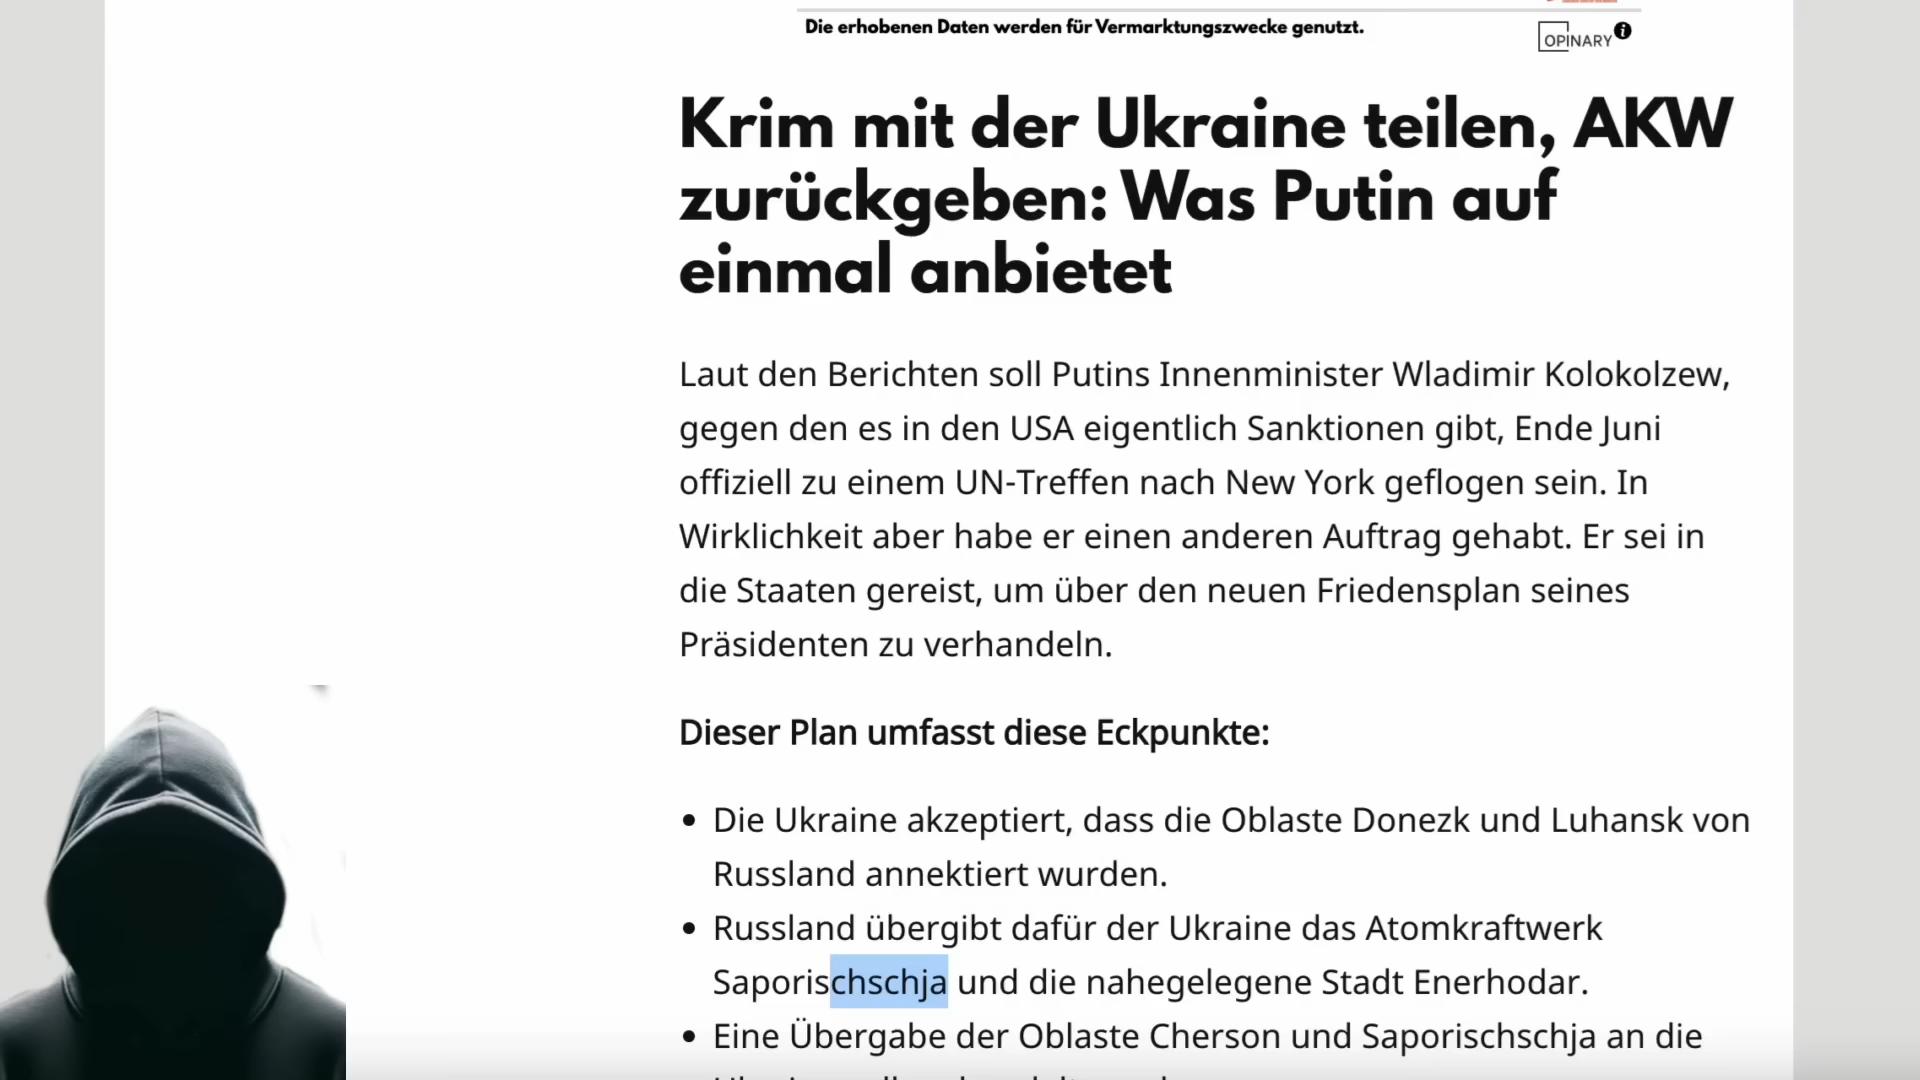 Die erhobenen Daten werden für Vermarktungszwecke genutzt.
OPINARY
Krim mit der Ukraine teilen, AKW
zurückgeben: Was Putin auf
einmal anbietet
Laut den Berichten soll Putins Innenminister Wladimir Kolokolzew,
gegen den es in den USA eigentlich Sanktionen gibt, Ende Juni
offiziell zu einem UN-Treffen nach New York geflogen sein. In
Wirklichkeit aber habe er einen anderen Auftrag gehabt. Er sei in
die Staaten gereist, um über den neuen Friedensplan seines
Präsidenten zu verhandeln.
Dieser Plan umfasst diese Eckpunkte:
• Die Ukraine akzeptiert, dass die Oblaste Donezk und Luhansk von
Russland annektiert wurden.
• Russland übergibt dafür der Ukraine das Atomkraftwerk
Saporischschja und die nahegelegene Stadt Enerhodar.
• Eine Übergabe der Oblaste Cherson und Saporischschja an die